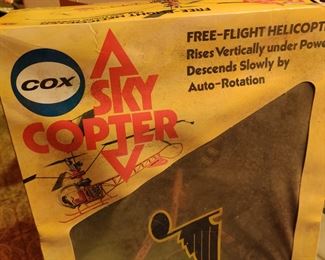 COX
SKY
COPTER
FREE-FLIGHT HELICOPT
Rises Vertically under Powe
Descends Slowly by
Auto-Rotation